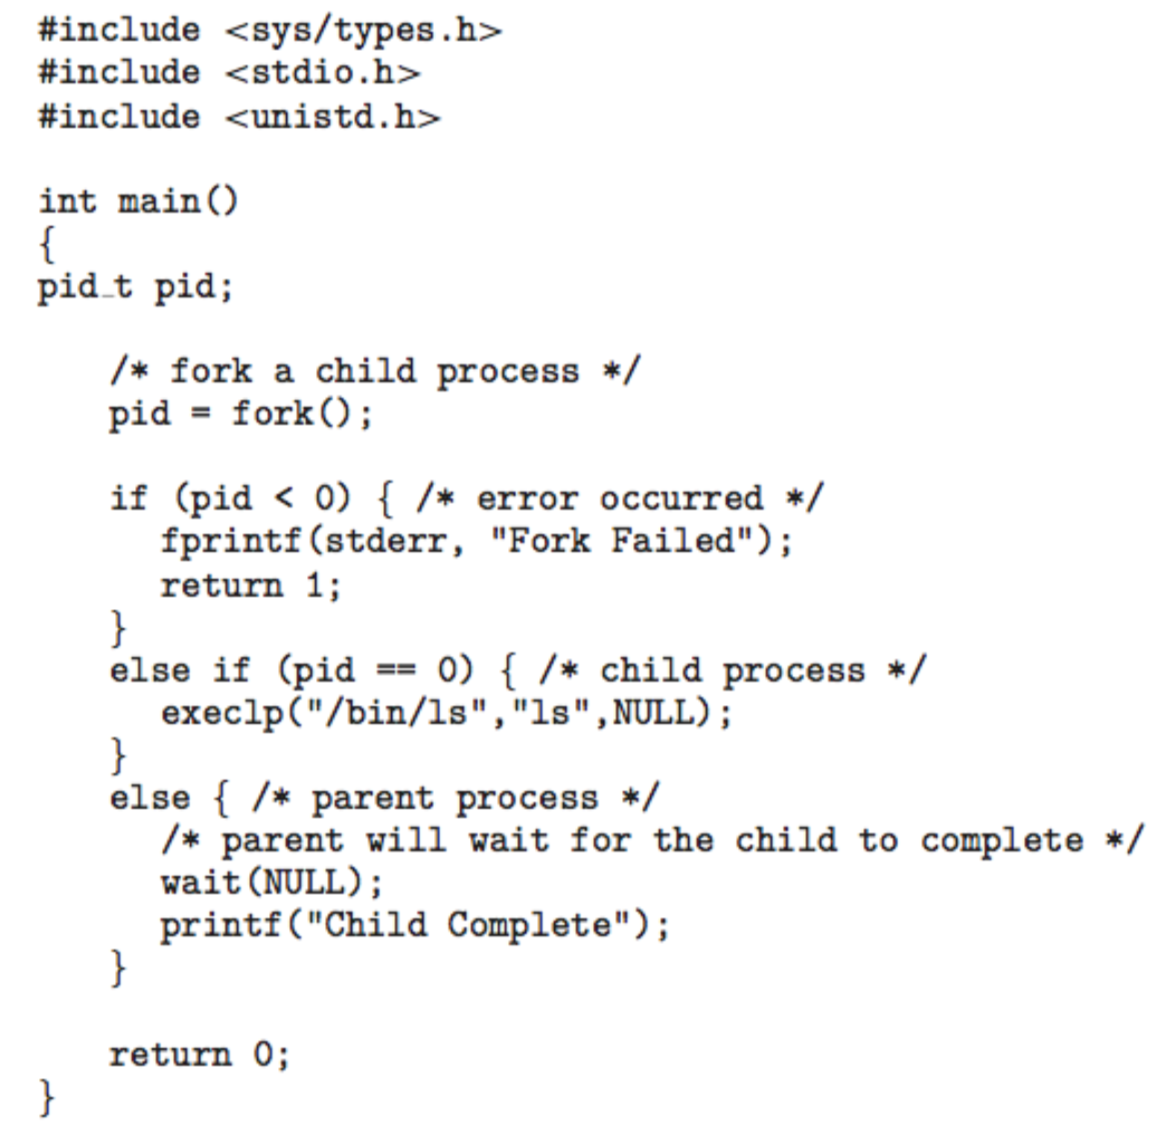 #include <sys/types.h>
#include <stdio.h>
#include <unistd.h>
int main()
{
pid_t pid;
/* fork a child process */
pid = fork();
if (pid < 0) { /* error occurred */
fprintf(stderr, "Fork Failed");
return 1;
}
else if (pid == 0) { /* child process */
execlp("/bin/ls","ls",NULL);
}
else { /* parent process */
/* parent will wait for the child to complete */
wait(NULL);
printf("Child Complete");
}
return 0;
}